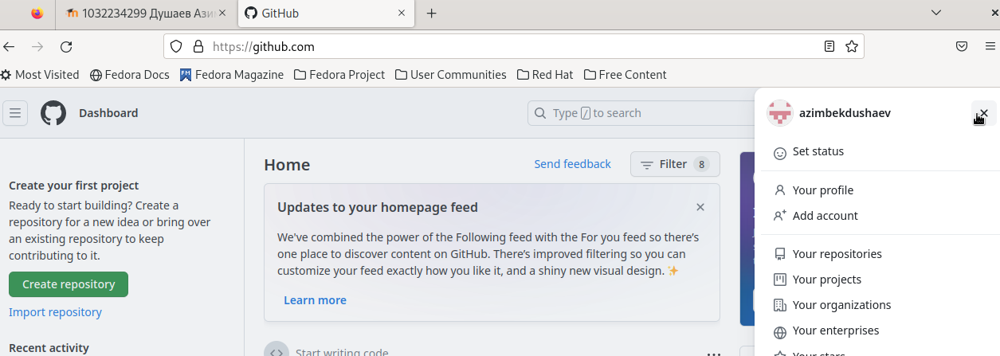 1032234299 Душаев Ази
GitHub
https://github.com
Most Visited
Fedora Docs
Fedora Magazine
Fedora Project
User Communities
Red Hat
Free Content
Dashboard
Type / to search
azimbekdushaev
Set status
Your profile
Add account
Your repositories
Your projects
Your organizations
Your enterprises
Your stars
Create your first project
Ready to start building? Create a
repository for a new idea or bring over
an existing repository to keep
contributing to it.
Create repository
Import repository
Recent activity
Home
Send feedback
Filter 8
Updates to your homepage feed
We've combined the power of the Following feed with the For you feed so there's
one place to discover content on GitHub. There's improved filtering so you can
customize your feed exactly how you like it, and a shiny new visual design. ✨
Learn more
Start writing code